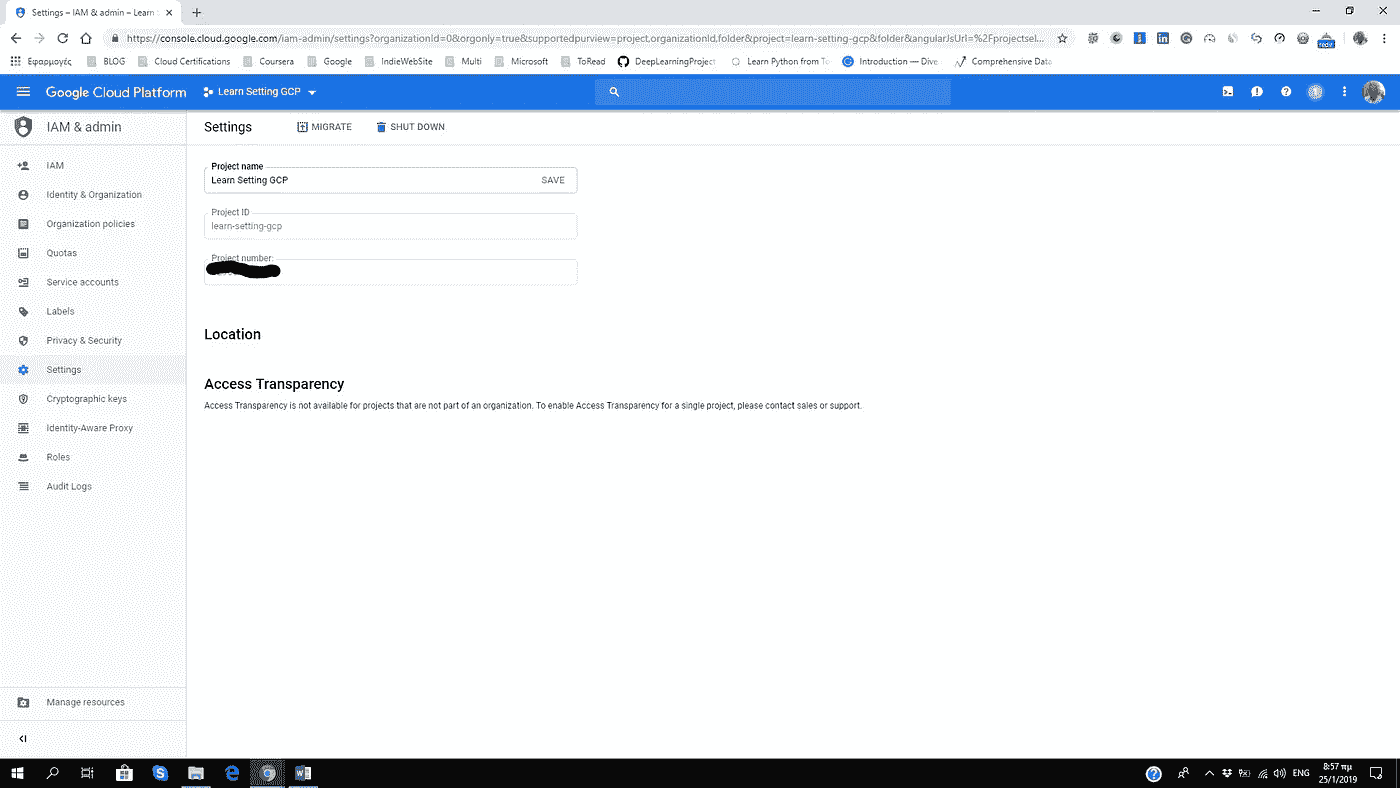 Settings – IAM & admin – Learn S
https://console.cloud.google.com/iam-admin/settings?organizationId=0&orgonly=true&supportedpurview=project,organizationId,folder&project=learn-setting-gcp&folder&angularJsUrl=%2Fprojectsel...
Εφαρμογές BLOG Cloud Certifications Coursera Google IndieWebSite Multi Microsoft ToRead DeepLearningProject Learn Python from To Introduction — Dive Comprehensive Data
Google Cloud Platform Learn Setting GCP
IAM & admin
Settings MIGRATE SHUT DOWN
IAM
Identity & Organization
Organization policies
Quotas
Service accounts
Labels
Privacy & Security
Settings
Cryptographic keys
Identity-Aware Proxy
Roles
Audit Logs
Manage resources
Project name
Learn Setting GCP SAVE
Project ID
learn-setting-gcp
Project number:
Location
Access Transparency
Access Transparency is not available for projects that are not part of an organization. To enable Access Transparency for a single project, please contact sales or support.
ENG
8:57 πμ
25/1/2019